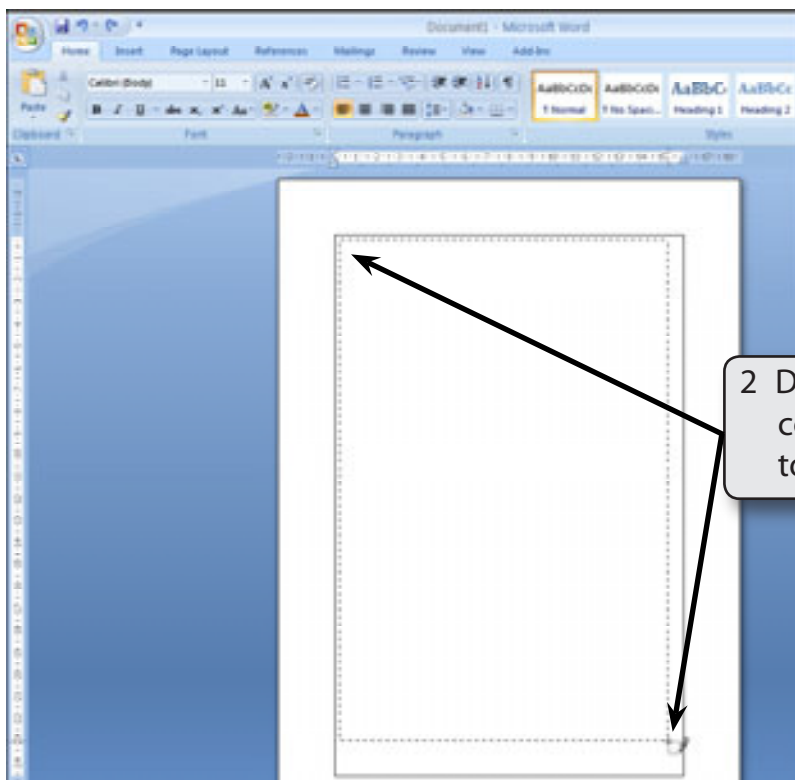 Document1 - Microsoft Word
Home Insert Page Layout References Mailings Review View Add-Ins
Calibri (Body) 11
AaBbCcDc AaBbCcDc AaBbC AaBbCc
Paste
¶ Normal ¶ No Spaci... Heading 1 Heading 2
Clipboard Font Paragraph Styles
2 D
c
to